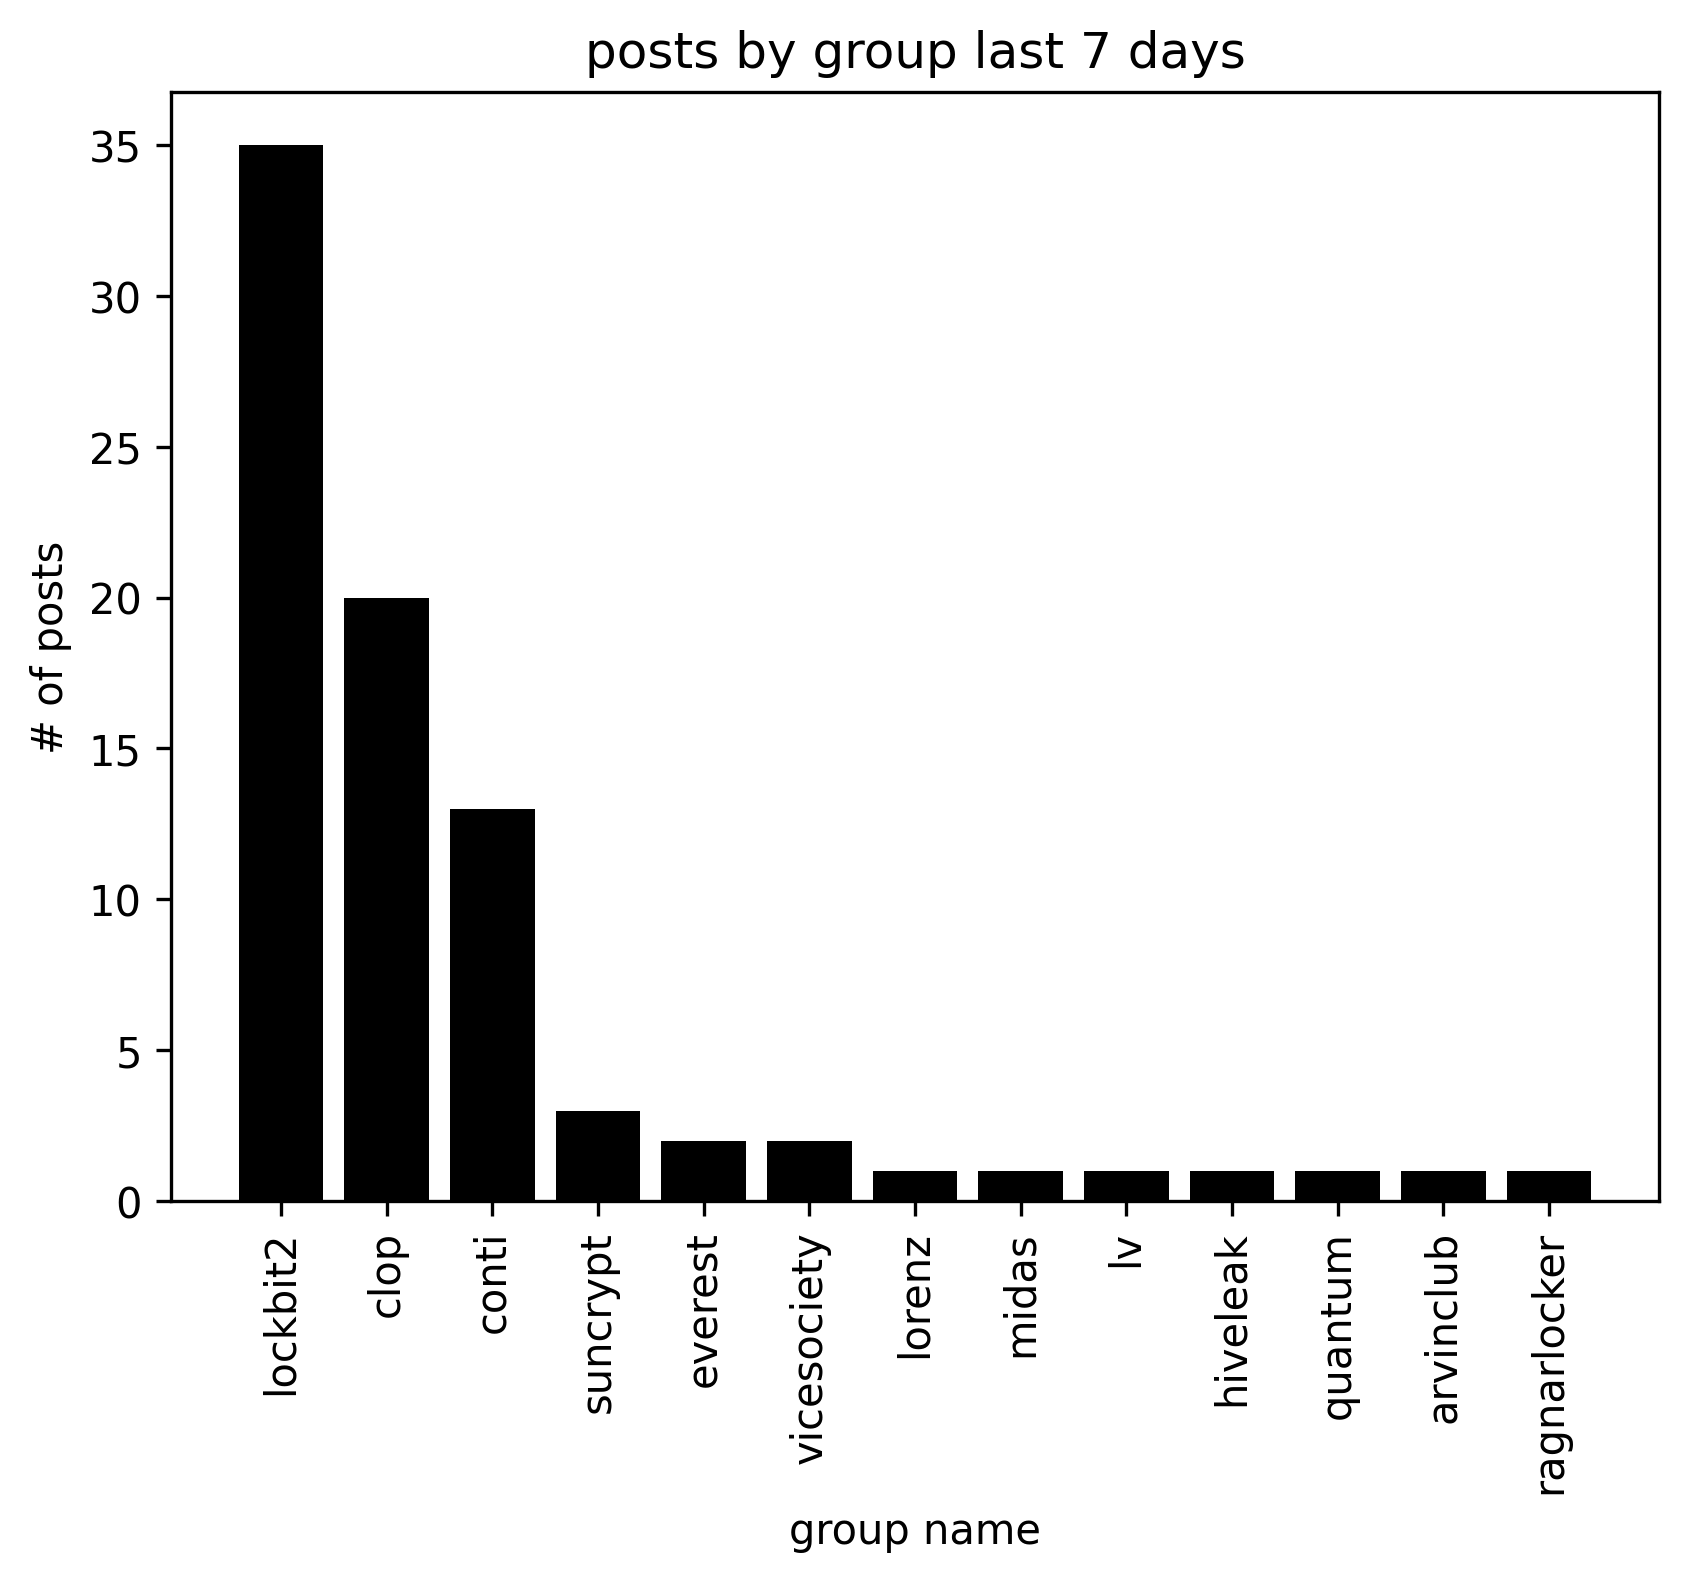 posts by group last 7 days
35
30
25
20
15
10
5
0
# of posts
lockbit2
clop
conti
suncrypt
everest
vicesociety
lorenz
midas
lv
hiveleak
quantum
arvinclub
ragnarlocker
group name